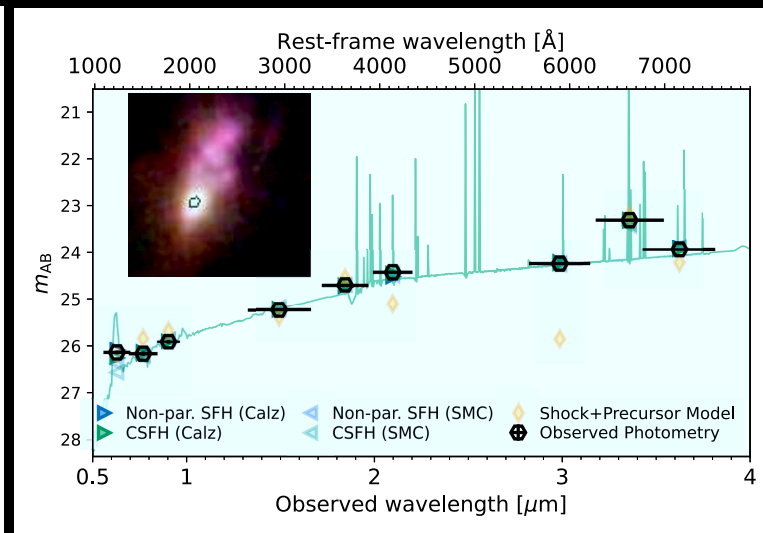 Rest-frame wavelength [Å]
1000 2000 3000 4000 5000 6000 7000
21
22
23
24
25
26
27
28
m_AB
Non-par. SFH (Calz) Non-par. SFH (SMC) Shock+Precursor Model
CSFH (Calz) CSFH (SMC) Observed Photometry
0.5 1 2 3 4
Observed wavelength [μm]